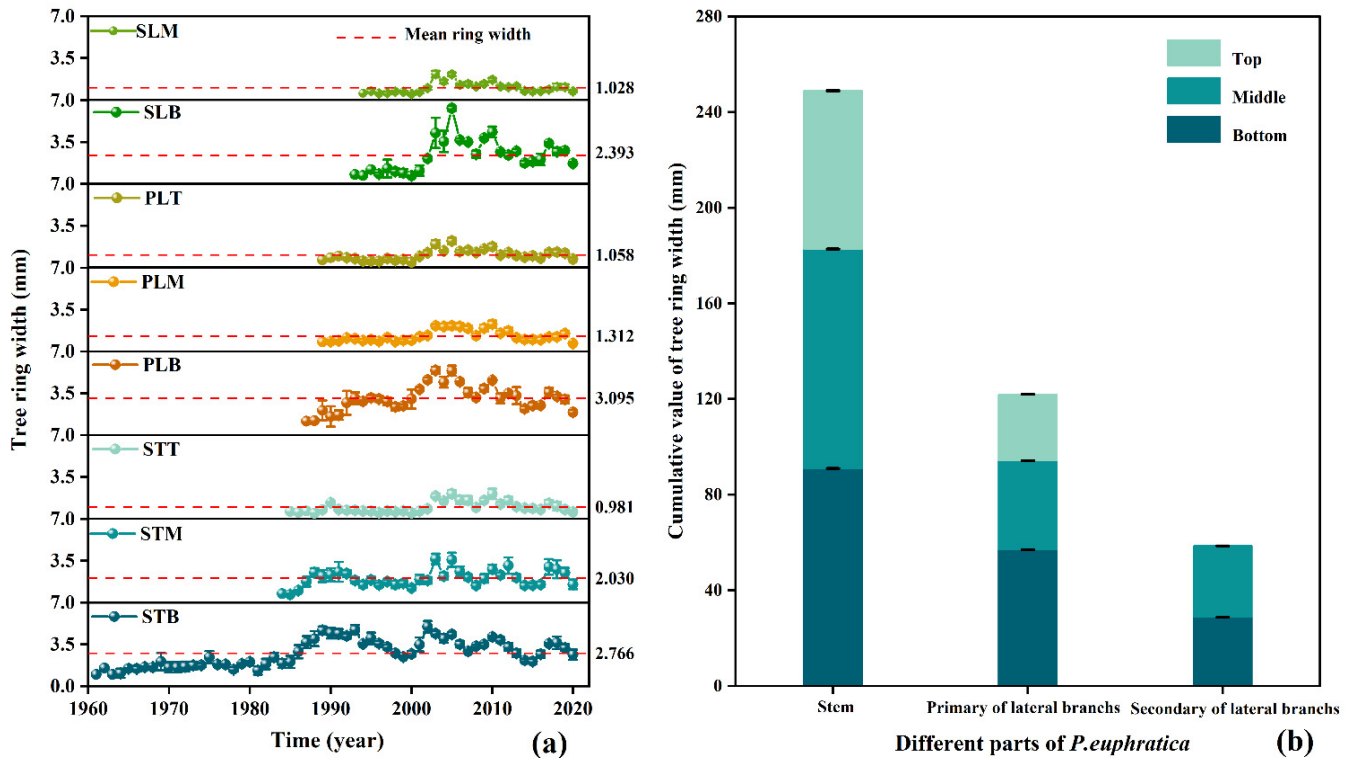 7.0
SLM
Mean ring width
3.5
1.028
7.0
SLB
3.5
2.393
7.0
PLT
3.5
1.058
7.0
PLM
3.5
1.312
7.0
PLB
3.5
3.095
7.0
STT
3.5
0.981
7.0
STM
3.5
2.030
7.0
STB
3.5
2.766
0.0
1960 1970 1980 1990 2000 2010 2020
Time (year)
(a)
Tree ring width (mm)
280
240
200
160
120
80
40
0
Cumulative value of tree ring width (mm)
Top
Middle
Bottom
Stem Primary of lateral branchs Secondary of lateral branchs
Different parts of P.euphratica
(b)